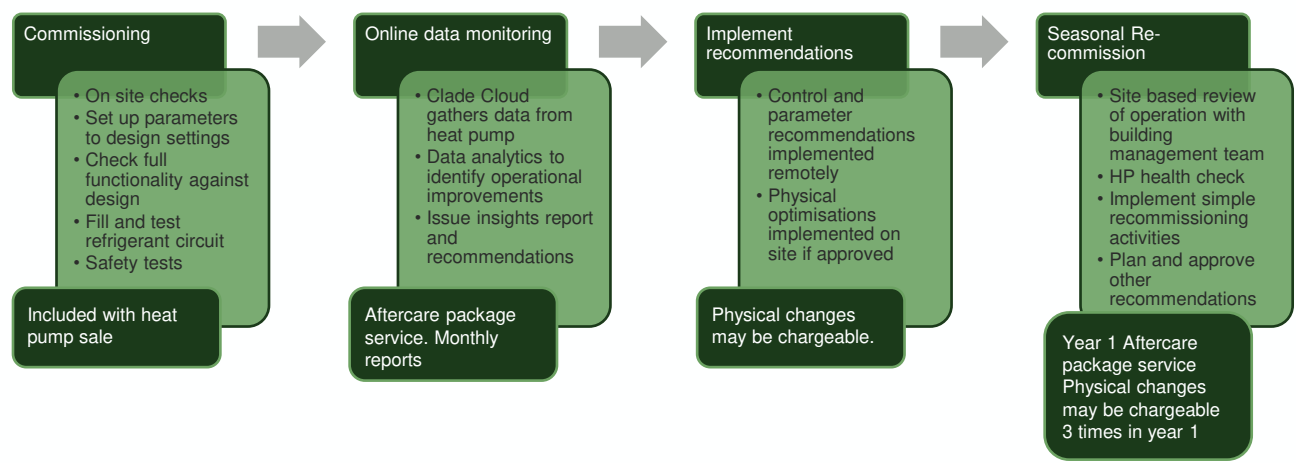 Commissioning
• On site checks
• Set up parameters
to design settings
• Check full
functionality against
design
• Fill and test
refrigerant circuit
• Safety tests
Included with heat
pump sale
Online data monitoring
• Clade Cloud
gathers data from
heat pump
• Data analytics to
identify operational
improvements
• Issue insights report
and
recommendations
Aftercare package
service. Monthly
reports
Implement
recommendations
• Control and
parameter
recommendations
implemented
remotely
• Physical
optimisations
implemented on
site if approved
Physical changes
may be chargeable.
Seasonal Re-
commission
• Site based review
of operation with
building
management team
• HP health check
• Implement simple
recommissioning
activities
• Plan and approve
other
recommendations
Year 1 Aftercare
package service
Physical changes
may be chargeable
3 times in year 1